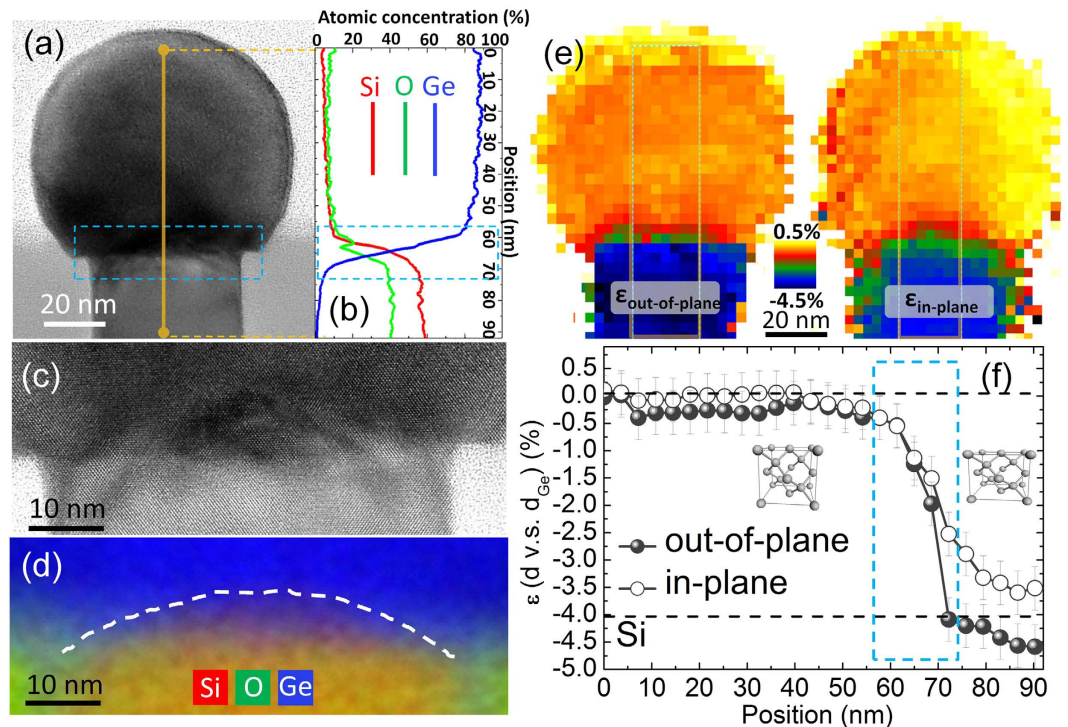 (a)
20 nm
Atomic concentration (%)
0 20 40 60 80 100
Si O Ge
0
10
20
30
40
50
60
70
80
90
Position (nm)
(b)
(c)
10 nm
(d)
10 nm
Si O Ge
(e)
0.5%
-4.5%
20 nm
εout-of-plane
εin-plane
(f)
0.5
0.0
-0.5
-1.0
-1.5
-2.0
-2.5
-3.0
-3.5
-4.0
-4.5
-5.0
ε (d v.s. dGe) (%)
out-of-plane
in-plane
Si
0 10 20 30 40 50 60 70 80 90
Position (nm)